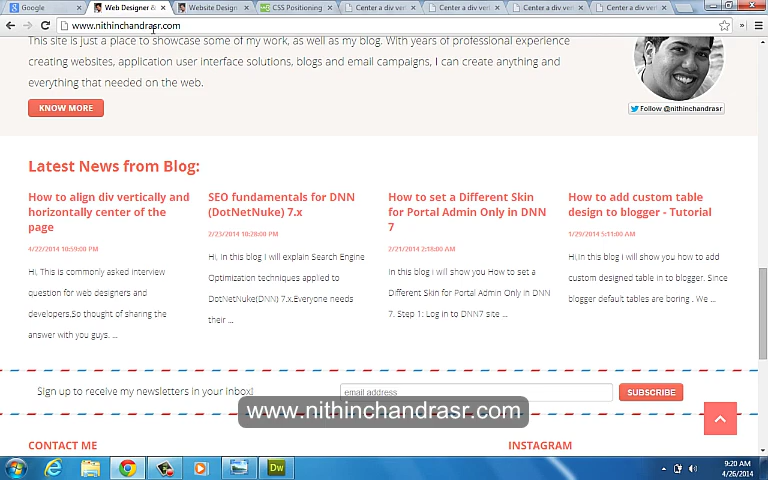 Google
Web Designer &
Website Design
CSS Positioning
Center a div vert
Center a div vert
Center a div vert
Center a div vert
www.nithinchandrasr.com
This site is just a place to showcase some of my work, as well as my blog. With years of professional experience
creating websites, application user interface solutions, blogs and email campaigns, I can create anything and
everything that needed on the web.
KNOW MORE
Follow @nithinchandrasr
Latest News from Blog:
How to align div vertically and
horizontally center of the
page
4/22/2014 10:59:00 PM
Hi, This is commonly asked interview
question for web designers and
developers.So thought of sharing the
answer with you guys. ...
SEO fundamentals for DNN
(DotNetNuke) 7.x
2/23/2014 10:28:00 PM
Hi, In this blog I will explain Search Engine
Optimization techniques applied to
DotNetNuke(DNN) 7.x.Everyone needs
their ...
How to set a Different Skin
for Portal Admin Only in DNN
7
2/21/2014 2:18:00 AM
In this blog i will show you How to set a
Different Skin for Portal Admin Only in DNN
7. Step 1: Log in to DNN7 site ...
How to add custom table
design to blogger - Tutorial
1/29/2014 5:11:00 AM
Hi,In this blog i will show you how to add
custom designed table in to blogger. Since
blogger default tables are boring . We ...
Sign up to receive my newsletters in your inbox!
email address
SUBSCRIBE
www.nithinchandrasr.com
CONTACT ME
INSTAGRAM
Dw
9:20 AM
4/26/2014